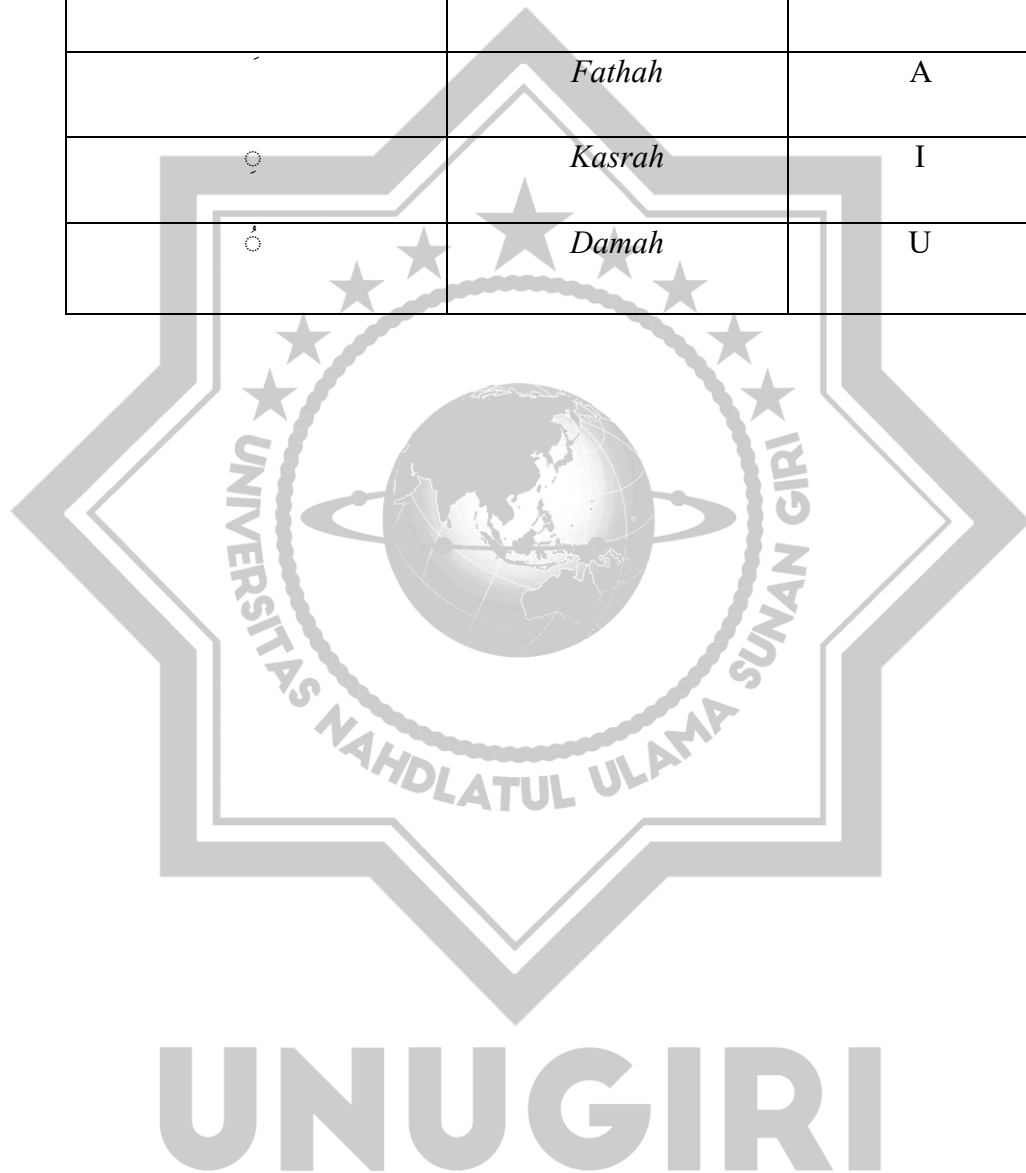 َ Fathah A
ِ Kasrah I
ُ Damah U
UNIVERSITAS NAHDLATUL ULAMA SUNAN GIRI
UNUGIRI